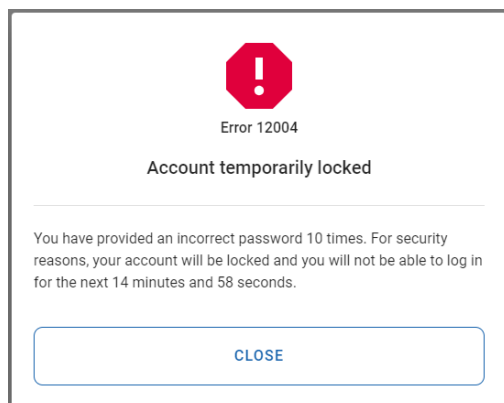 Error 12004
Account temporarily locked
You have provided an incorrect password 10 times. For security
reasons, your account will be locked and you will not be able to log in
for the next 14 minutes and 58 seconds.
CLOSE